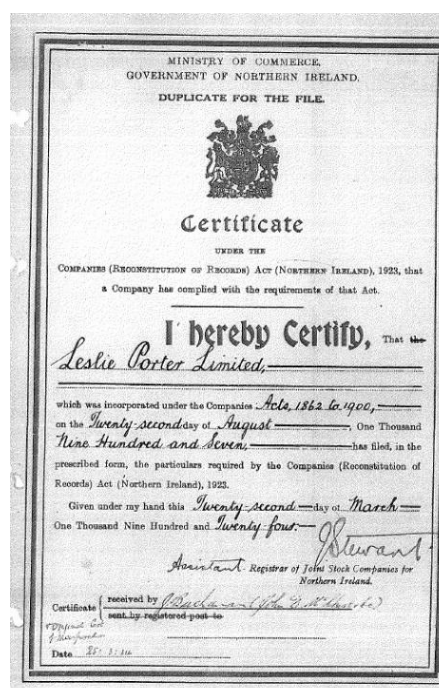 MINISTRY OF COMMERCE,
GOVERNMENT OF NORTHERN IRELAND.
DUPLICATE FOR THE FILE.
Certificate
UNDER THE
COMPANIES (RECONSTITUTION OF RECORDS) ACT (NORTHERN IRELAND), 1923, that
a Company has complied with the requirements of that Act.
I hereby Certify, That the
Leslie Porter Limited,
which was incorporated under the Companies Acts, 1862 to 1900,
on the Twenty-second day of August, One Thousand
Nine Hundred and Seven, has filed, in the
prescribed form, the particulars required by the Companies (Reconstitution of
Records) Act (Northern Ireland), 1923.
Given under my hand this Twenty-second day of March
One Thousand Nine Hundred and Twenty four.
J Stewart
Assistant Registrar of Joint Stock Companies for
Northern Ireland.
Certificate { received by
sent by registered post to
Date